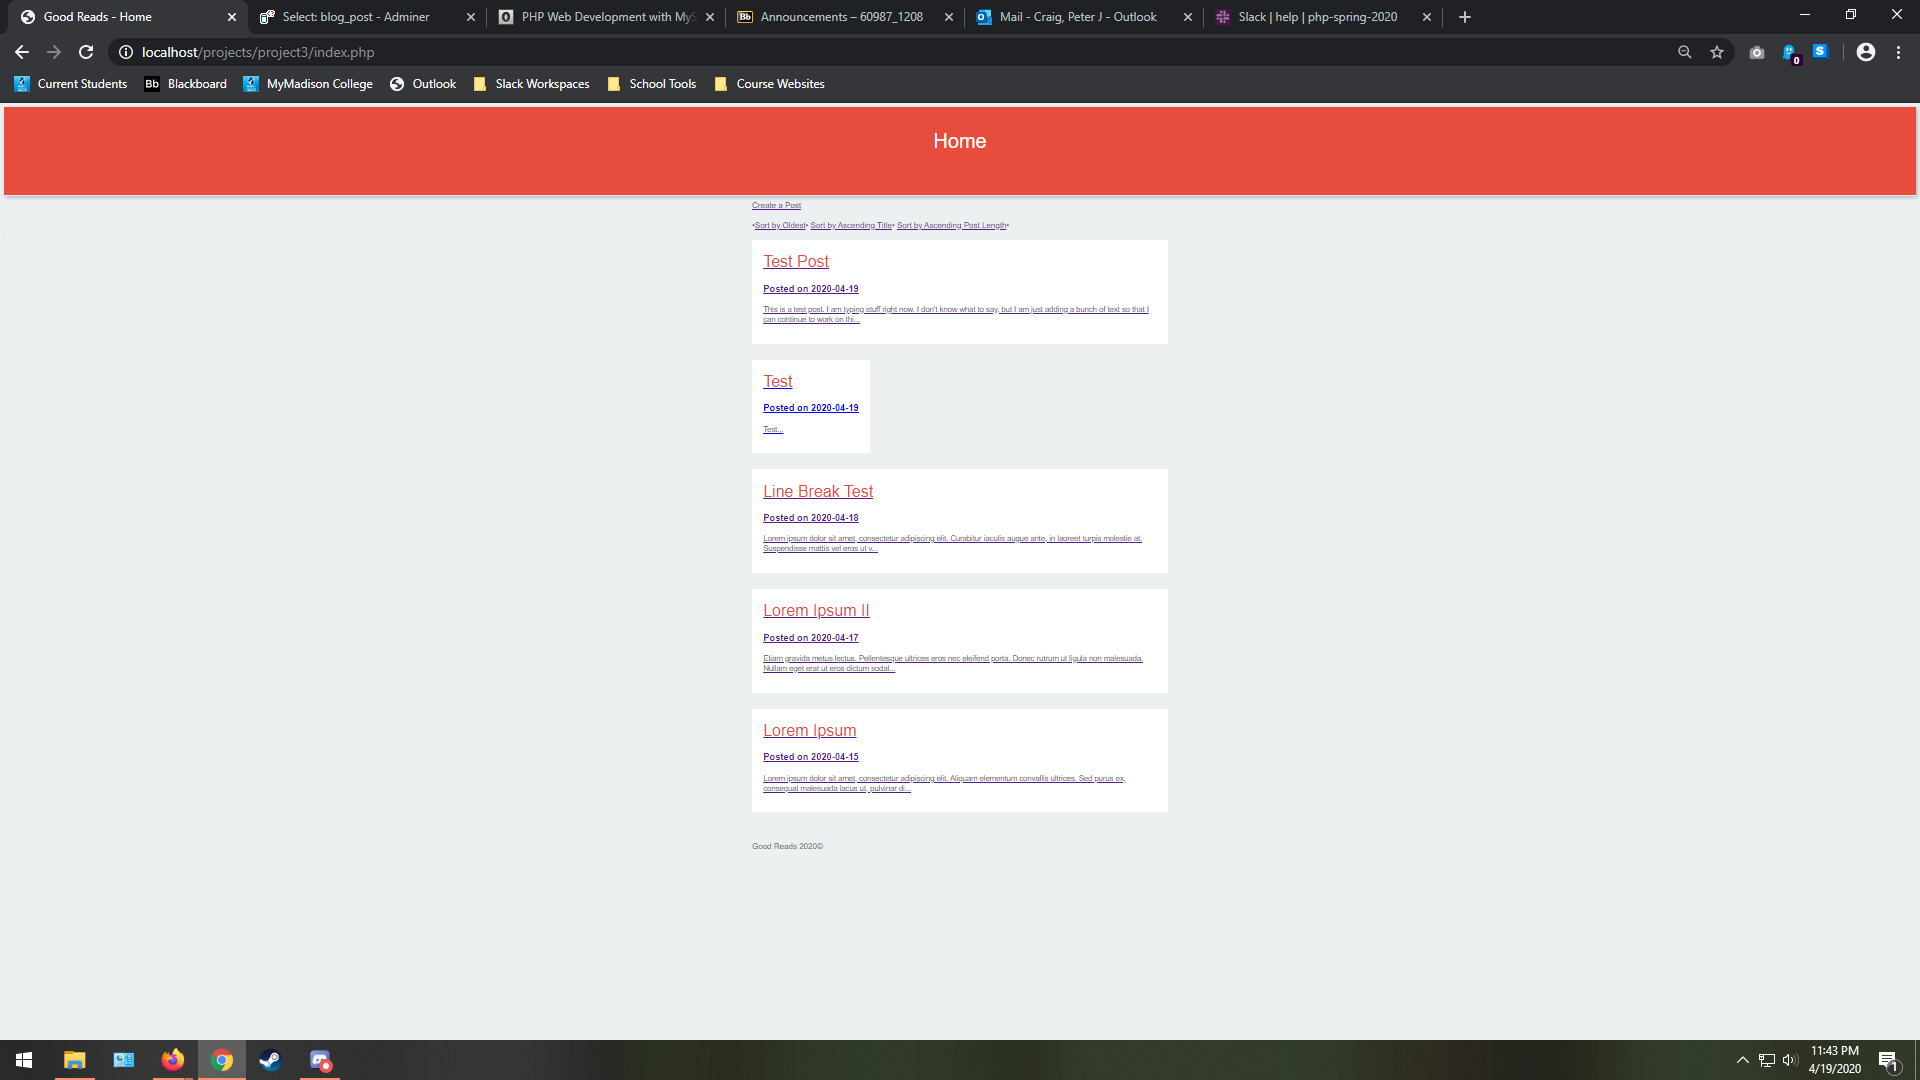 Good Reads - Home
Select: blog_post - Adminer
PHP Web Development with MyS
Announcements – 60987_1208
Mail - Craig, Peter J - Outlook
Slack | help | php-spring-2020
localhost/projects/project3/index.php
0
Current Students
Bb Blackboard
MyMadison College
Outlook
Slack Workspaces
School Tools
Course Websites
Home
Create a Post
•Sort by Oldest• Sort by Ascending Title• Sort by Ascending Post Length•
Test Post
Posted on 2020-04-19
This is a test post. I am typing stuff right now. I don't know what to say, but I am just adding a bunch of text so that I
can continue to work on thi...
Test
Posted on 2020-04-19
Test...
Line Break Test
Posted on 2020-04-18
Lorem ipsum dolor sit amet, consectetur adipiscing elit. Curabitur iaculis augue ante, in laoreet turpis molestie at.
Suspendisse mattis vel eros ut v...
Lorem Ipsum II
Posted on 2020-04-17
Etiam gravida metus lectus. Pellentesque ultrices eros nec eleifend porta. Donec rutrum ut ligula non malesuada.
Nullam eget erat ut eros dictum sodal...
Lorem Ipsum
Posted on 2020-04-15
Lorem ipsum dolor sit amet, consectetur adipiscing elit. Aliquam elementum convallis ultrices. Sed purus ex,
consequat malesuada lacus ut, pulvinar di...
Good Reads 2020©
11:43 PM
4/19/2020
1